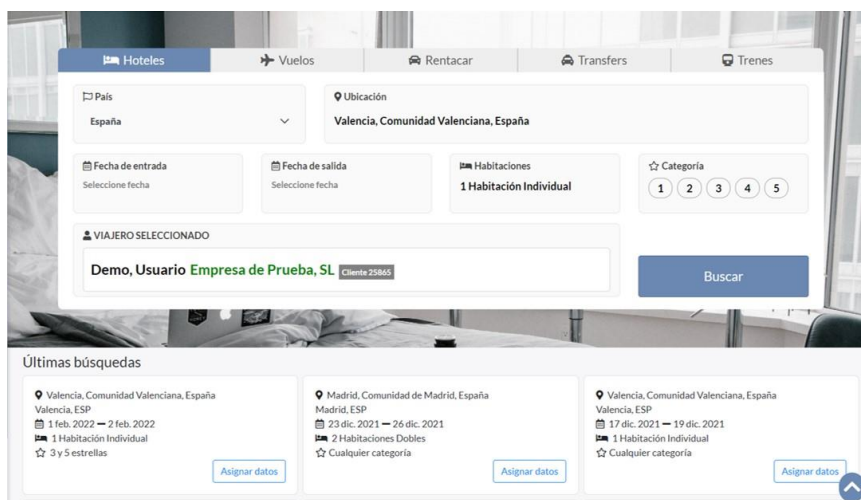 Hoteles
Vuelos
Rentacar
Transfers
Trenes
País
Ubicación
España
Valencia, Comunidad Valenciana, España
Fecha de entrada
Fecha de salida
Habitaciones
Categoría
Seleccione fecha
Seleccione fecha
1 Habitación Individual
1 2 3 4 5
VIAJERO SELECCIONADO
Demo, Usuario Empresa de Prueba, SL Cliente 25865
Buscar
Últimas búsquedas
Valencia, Comunidad Valenciana, España
Valencia, ESP
1 feb. 2022 — 2 feb. 2022
1 Habitación Individual
3 y 5 estrellas
Asignar datos
Madrid, Comunidad de Madrid, España
Madrid, ESP
23 dic. 2021 — 26 dic. 2021
2 Habitaciones Dobles
Cualquier categoría
Asignar datos
Valencia, Comunidad Valenciana, España
Valencia, ESP
17 dic. 2021 — 19 dic. 2021
1 Habitación Individual
Cualquier categoría
Asignar datos